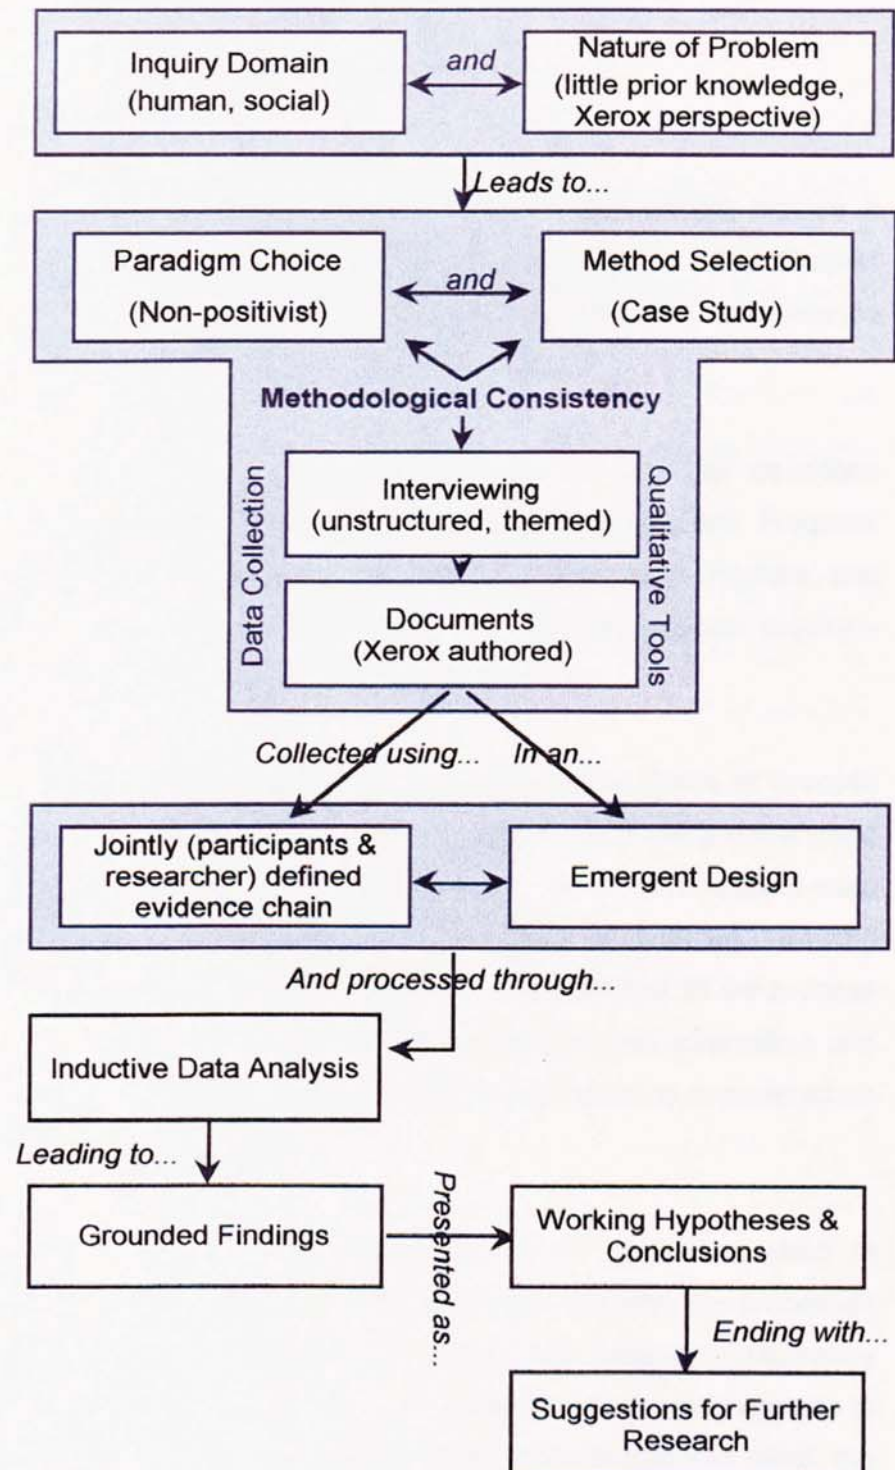 Inquiry Domain
(human, social)
and
Nature of Problem
(little prior knowledge,
Xerox perspective)
Leads to...
Paradigm Choice
(Non-positivist)
and
Method Selection
(Case Study)
Methodological Consistency
Data Collection
Interviewing
(unstructured, themed)
Qualitative Tools
Documents
(Xerox authored)
Collected using...
In an...
Jointly (participants &
researcher) defined
evidence chain
Emergent Design
And processed through...
Inductive Data Analysis
Leading to...
Grounded Findings
Presented as...
Working Hypotheses &
Conclusions
Ending with...
Suggestions for Further
Research